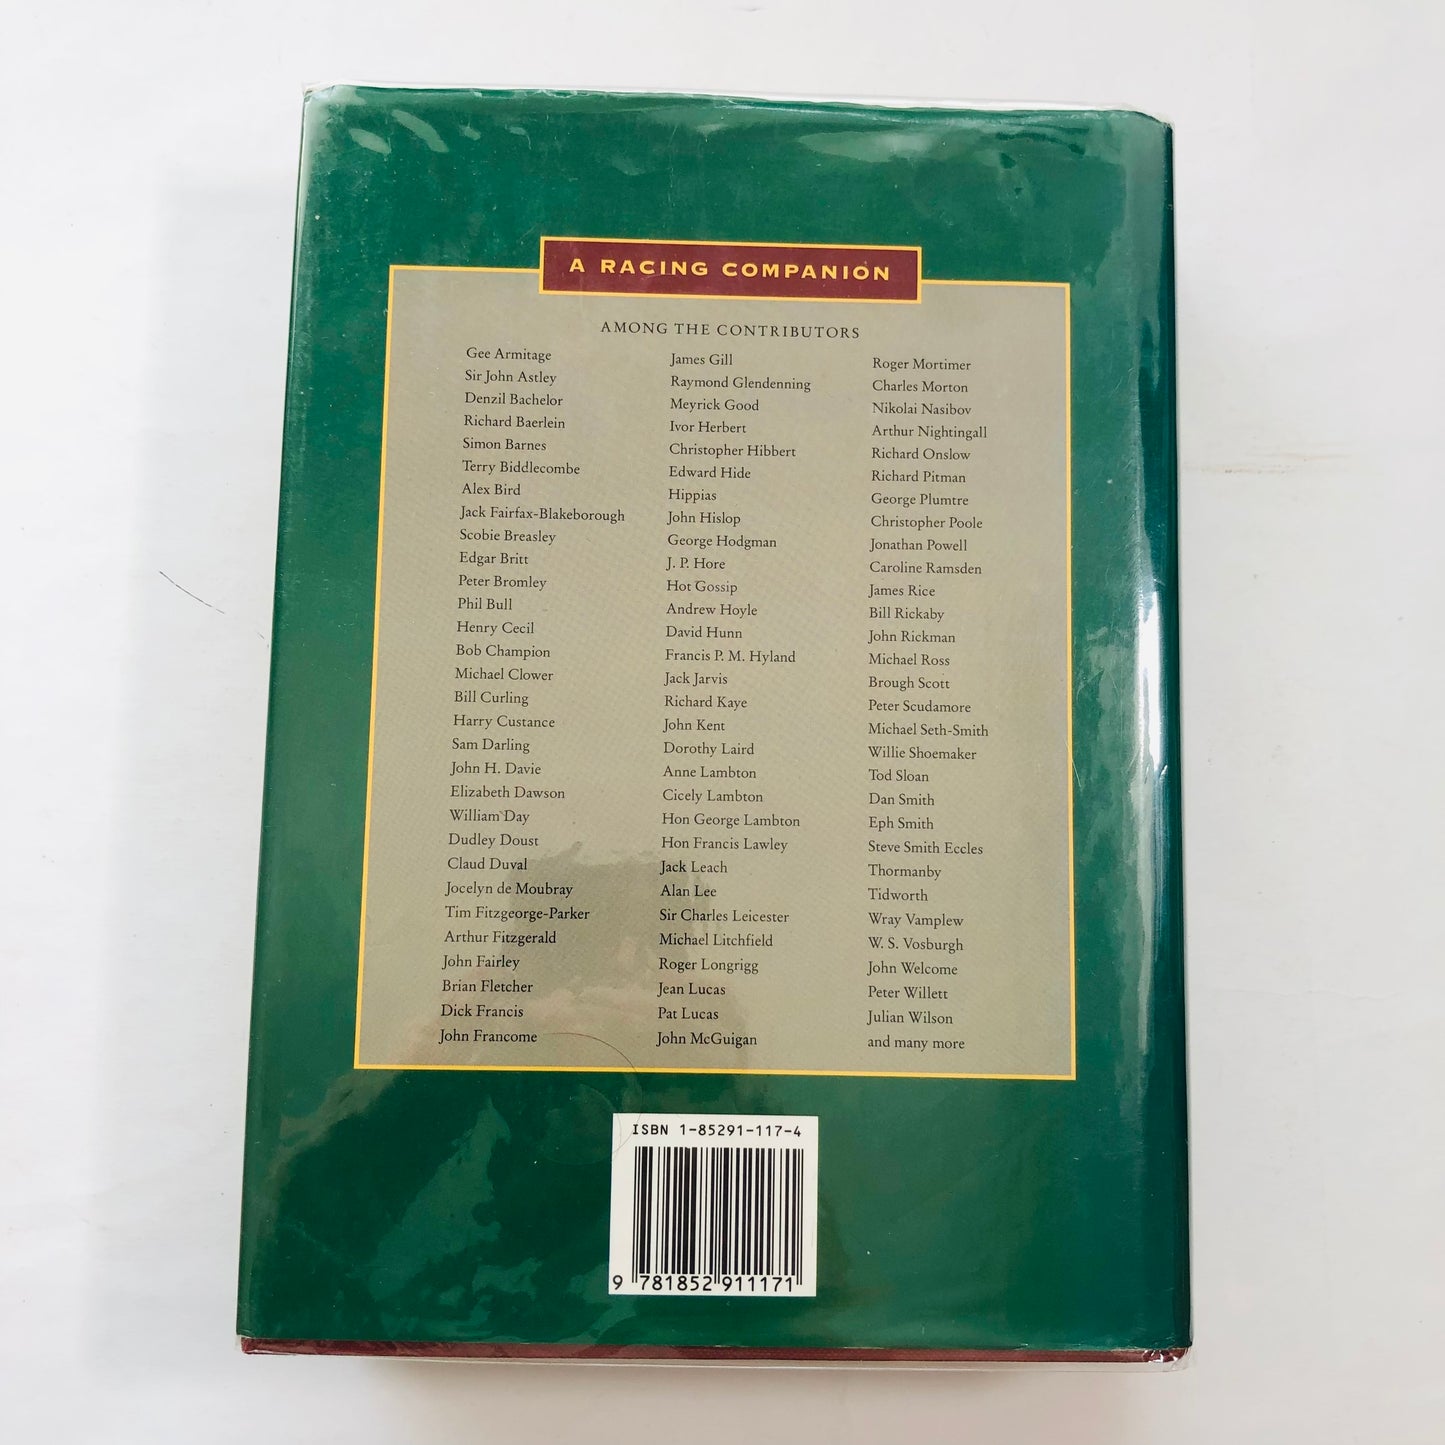 A RACING COMPANION
AMONG THE CONTRIBUTORS
Gee Armitage
Sir John Astley
Denzil Bachelor
Richard Baerlein
Simon Barnes
Terry Biddlecombe
Alex Bird
Jack Fairfax-Blakeborough
Scobie Breasley
Edgar Britt
Peter Bromley
Phil Bull
Henry Cecil
Bob Champion
Michael Clower
Bill Curling
Harry Custance
Sam Darling
John H. Davie
Elizabeth Dawson
William Day
Dudley Doust
Claud Duval
Jocelyn de Moubray
Tim Fitzgeorge-Parker
Arthur Fitzgerald
John Fairley
Brian Fletcher
Dick Francis
John Francome
James Gill
Raymond Glendenning
Meyrick Good
Ivor Herbert
Christopher Hibbert
Edward Hide
Hippias
John Hislop
George Hodgman
J. P. Hore
Hot Gossip
Andrew Hoyle
David Hunn
Francis P. M. Hyland
Jack Jarvis
Richard Kaye
John Kent
Dorothy Laird
Anne Lambton
Cicely Lambton
Hon George Lambton
Hon Francis Lawley
Jack Leach
Alan Lee
Sir Charles Leicester
Michael Litchfield
Roger Longrigg
Jean Lucas
Pat Lucas
John McGuigan
Roger Mortimer
Charles Morton
Nikolai Nasibov
Arthur Nightingall
Richard Onslow
Richard Pitman
George Plumtre
Christopher Poole
Jonathan Powell
Caroline Ramsden
James Rice
Bill Rickaby
John Rickman
Michael Ross
Brough Scott
Peter Scudamore
Michael Seth-Smith
Willie Shoemaker
Tod Sloan
Dan Smith
Eph Smith
Steve Smith Eccles
Thormanby
Tidworth
Wray Vamplew
W. S. Vosburgh
John Welcome
Peter Willett
Julian Wilson
and many more
ISBN 1-85291-117-4
9 781852 911171